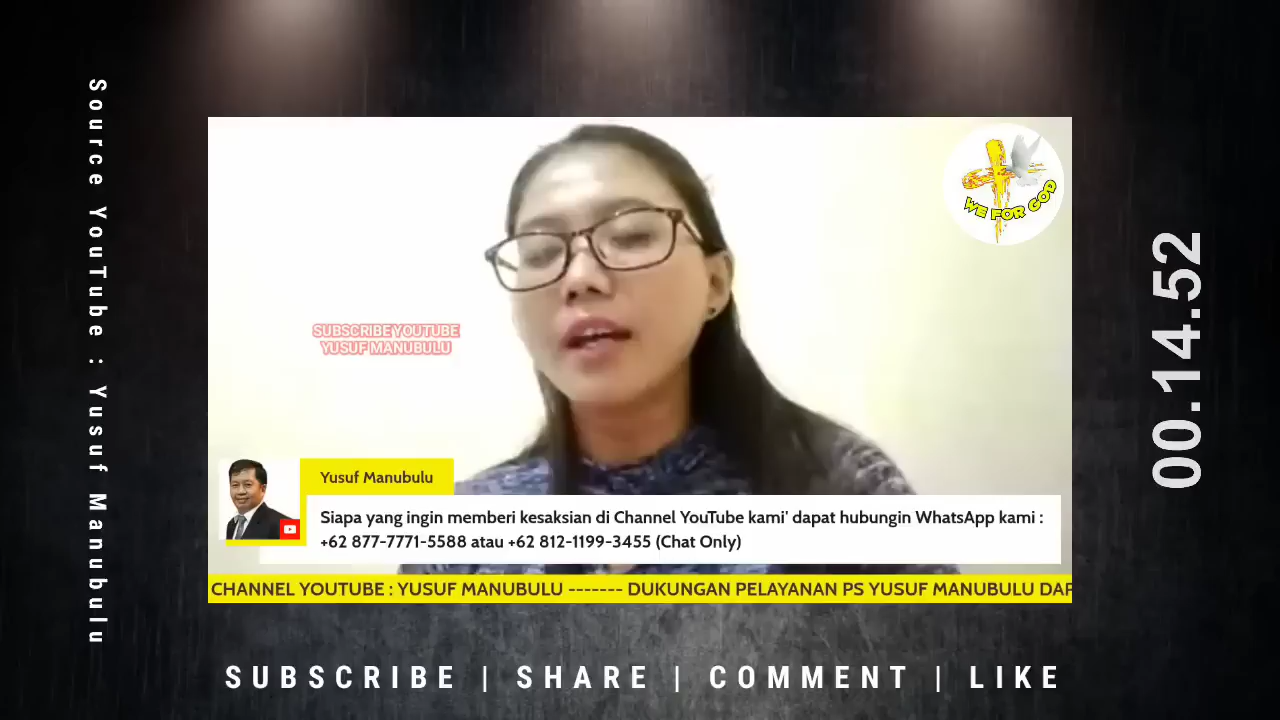 Source YouTube : Yusuf Manubulu
WE FOR GOD
SUBSCRIBE YOUTUBE
YUSUF MANUBULU
00.14.52
Yusuf Manubulu
Siapa yang ingin memberi kesaksian di Channel YouTube kami' dapat hubungin WhatsApp kami :
+62 877-7771-5588 atau +62 812-1199-3455 (Chat Only)
CHANNEL YOUTUBE : YUSUF MANUBULU ------- DUKUNGAN PELAYANAN PS YUSUF MANUBULU DAP
SUBSCRIBE | SHARE | COMMENT | LIKE